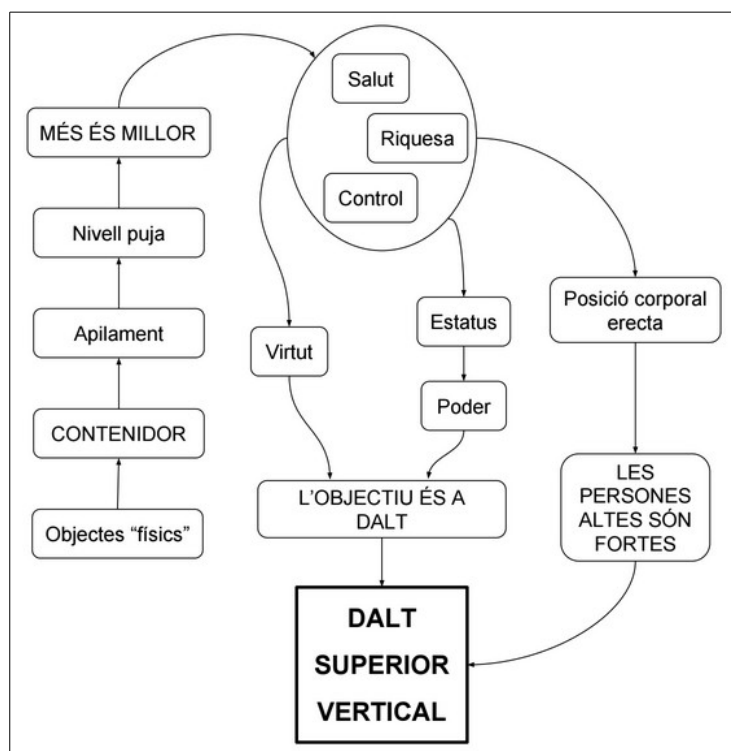 Salut
Riquesa
Control
MÉS ÉS MILLOR
Nivell puja
Apilament
CONTENIDOR
Objectes “físics”
Virtut
Estatus
Poder
Posició corporal
erecta
L’OBJECTIU ÉS A
DALT
LES
PERSONES
ALTES SÓN
FORTES
DALT
SUPERIOR
VERTICAL